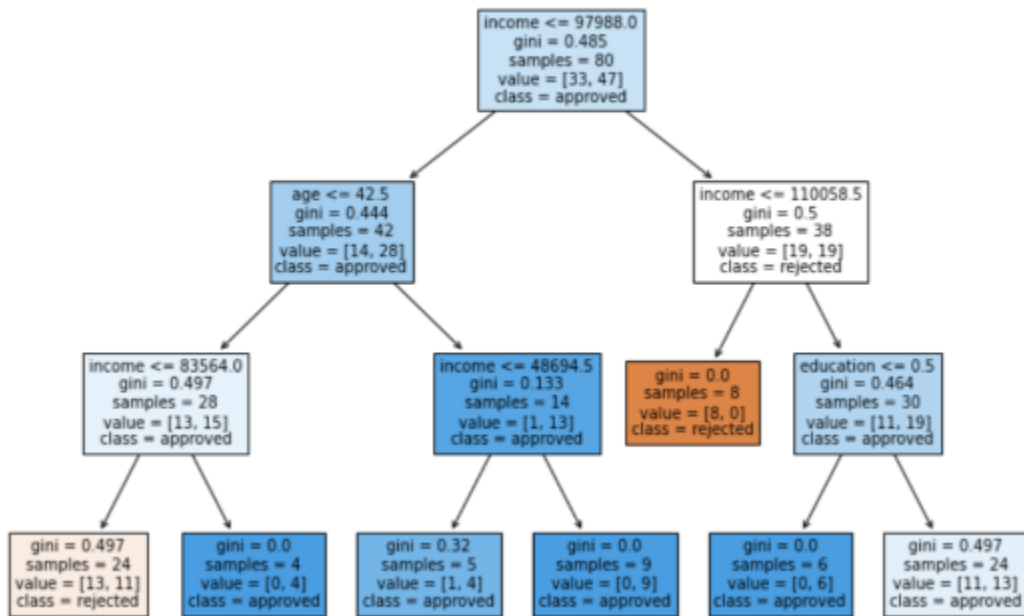 income <= 97988.0
gini = 0.485
samples = 80
value = [33, 47]
class = approved
age <= 42.5
gini = 0.444
samples = 42
value = [14, 28]
class = approved
income <= 110058.5
gini = 0.5
samples = 38
value = [19, 19]
class = rejected
income <= 83564.0
gini = 0.497
samples = 28
value = [13, 15]
class = approved
income <= 48694.5
gini = 0.133
samples = 14
value = [1, 13]
class = approved
gini = 0.0
samples = 8
value = [8, 0]
class = rejected
education <= 0.5
gini = 0.464
samples = 30
value = [11, 19]
class = approved
gini = 0.497
samples = 24
value = [13, 11]
class = rejected
gini = 0.0
samples = 4
value = [0, 4]
class = approved
gini = 0.32
samples = 5
value = [1, 4]
class = approved
gini = 0.0
samples = 9
value = [0, 9]
class = approved
gini = 0.0
samples = 6
value = [0, 6]
class = approved
gini = 0.497
samples = 24
value = [11, 13]
class = approved